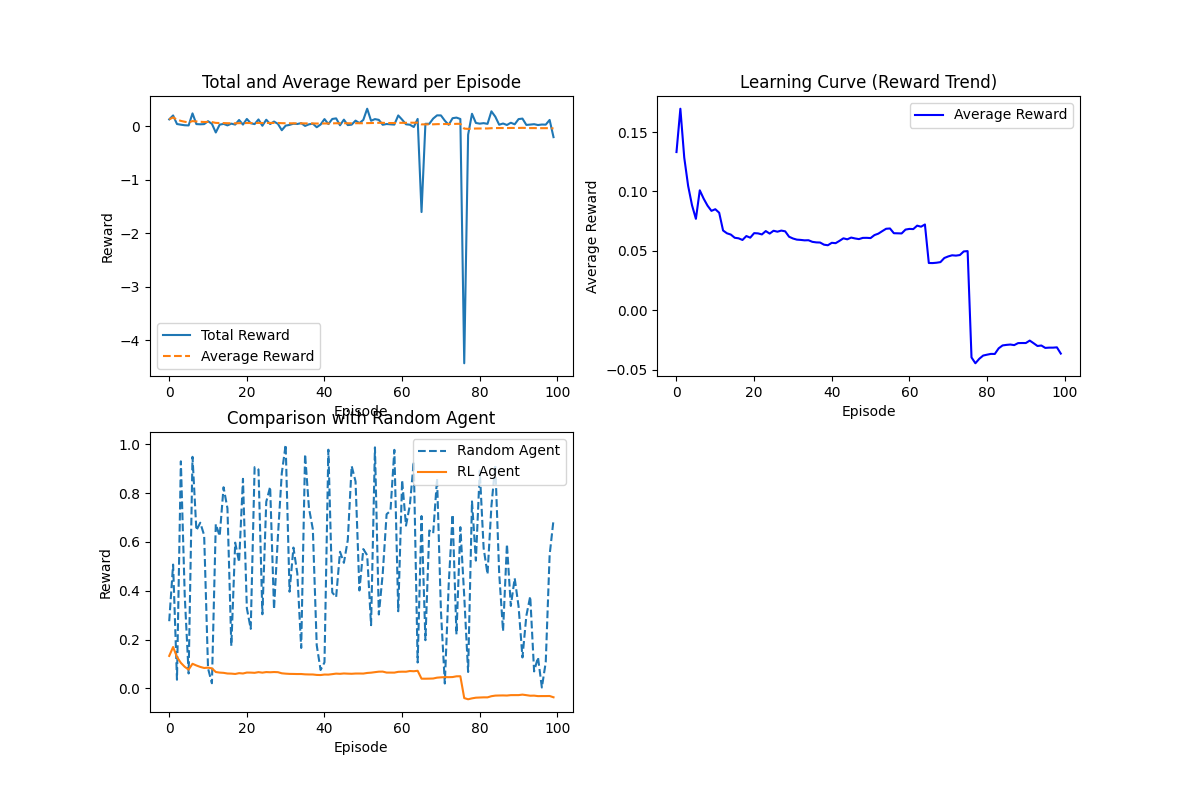 Total and Average Reward per Episode
Reward
0
−1
−2
−3
−4
Total Reward
Average Reward
0 20 40 60 80 100
Episode
Learning Curve (Reward Trend)
Average Reward
0.15
0.10
0.05
0.00
−0.05
Average Reward
0 20 40 60 80 100
Episode
Comparison with Random Agent
Reward
1.0
0.8
0.6
0.4
0.2
0.0
Random Agent
RL Agent
0 20 40 60 80 100
Episode